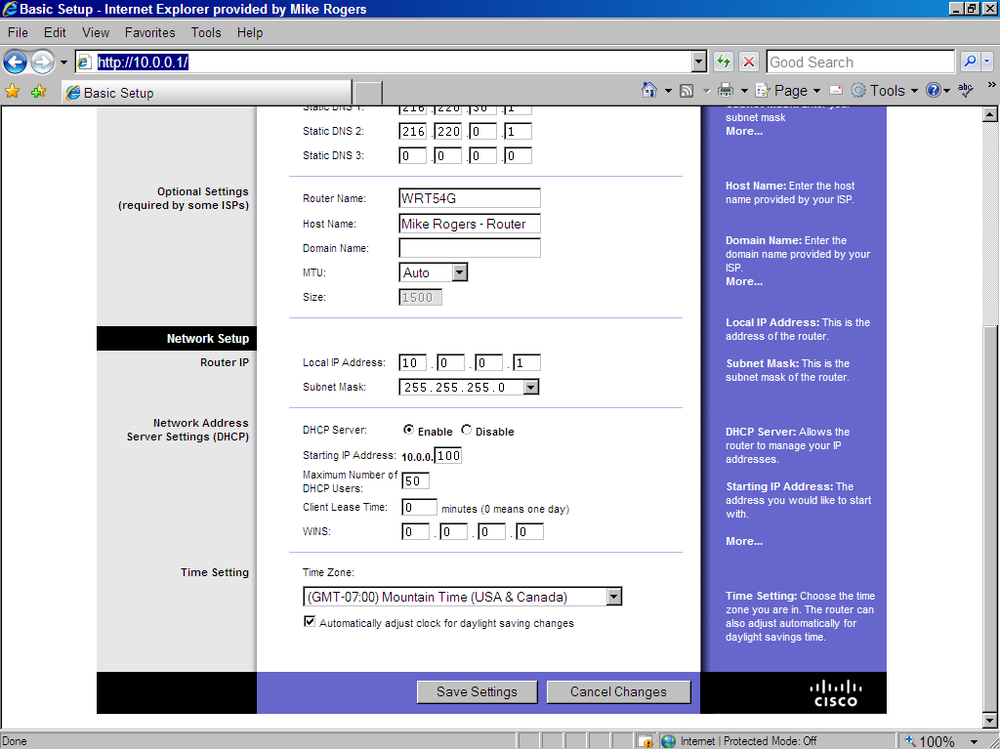 Basic Setup - Internet Explorer provided by Mike Rogers
File Edit View Favorites Tools Help
http://10.0.0.1/
Good Search
Basic Setup
Page Tools
Static DNS 1: 216 . 220 . 30 . 1
Static DNS 2: 216 . 220 . 0 . 1
Static DNS 3: 0 . 0 . 0 . 0
Optional Settings
(required by some ISPs)
Router Name: WRT54G
Host Name: Mike Rogers - Router
Domain Name:
MTU: Auto
Size: 1500
Network Setup
Router IP
Local IP Address: 10 . 0 . 0 . 1
Subnet Mask: 255.255.255.0
Network Address
Server Settings (DHCP)
DHCP Server: Enable Disable
Starting IP Address: 10.0.0. 100
Maximum Number of
DHCP Users: 50
Client Lease Time: 0 minutes (0 means one day)
WINS: 0 . 0 . 0 . 0
Time Setting
Time Zone:
(GMT-07:00) Mountain Time (USA & Canada)
Automatically adjust clock for daylight saving changes
Save Settings Cancel Changes
subnet mask
More...
Host Name: Enter the host
name provided by your ISP.
Domain Name: Enter the
domain name provided by your
ISP.
More...
Local IP Address: This is the
address of the router.
Subnet Mask: This is the
subnet mask of the router.
DHCP Server: Allows the
router to manage your IP
addresses.
Starting IP Address: The
address you would like to start
with.
More...
Time Setting: Choose the time
zone you are in. The router can
also adjust automatically for
daylight savings time.
CISCO
Done
Internet | Protected Mode: Off
100%